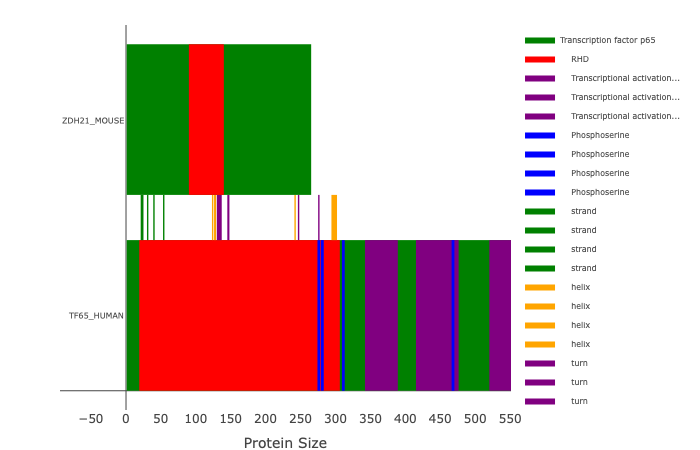 ZDH21_MOUSE
TF65_HUMAN
−50 0 50 100 150 200 250 300 350 400 450 500 550
Protein Size
Transcription factor p65
RHD
Transcriptional activation...
Transcriptional activation...
Transcriptional activation...
Phosphoserine
Phosphoserine
Phosphoserine
Phosphoserine
strand
strand
strand
strand
helix
helix
helix
helix
turn
turn
turn